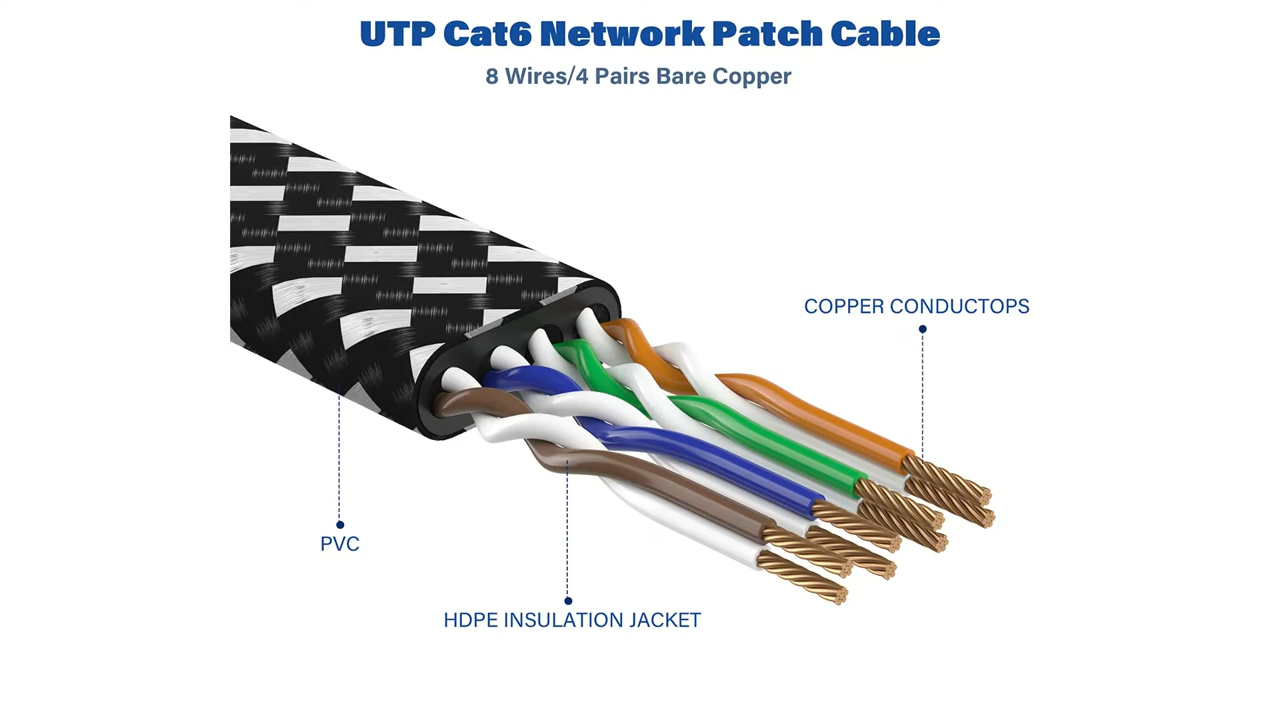 UTP Cat6 Network Patch Cable
8 Wires/4 Pairs Bare Copper
COPPER CONDUCTOPS
PVC
HDPE INSULATION JACKET